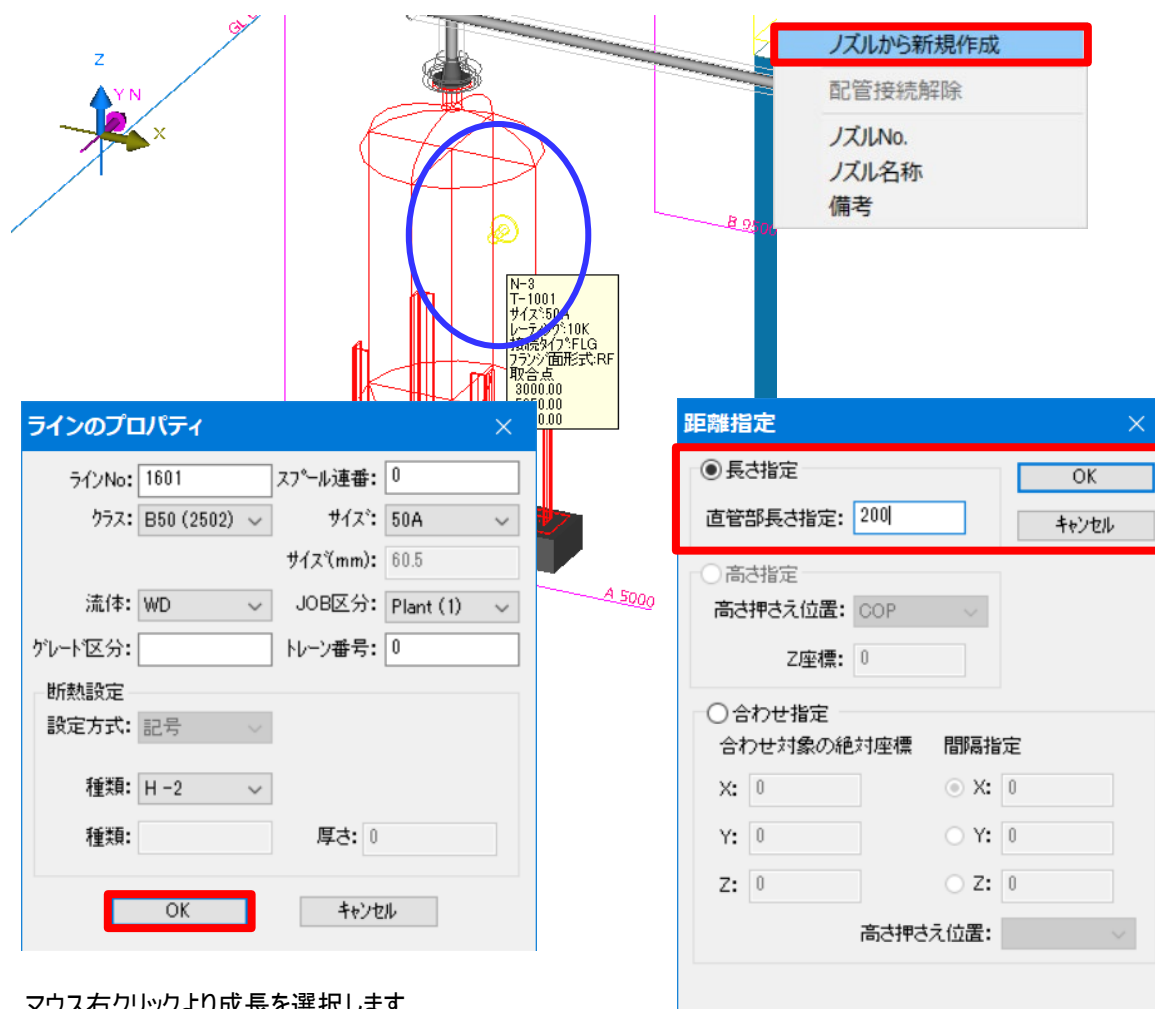 GL
Z
Y N
X
ノズルから新規作成
配管接続解除
ノズルNo.
ノズル名称
備考
B 9500
N-3
T-1001
サイズ:50A
レーティング:10K
接続タイプ:FLG
フランジ面形式:RF
取合点
3000.00
A 5000
ラインのプロパティ
ラインNo: 1601 スプール連番: 0
クラス: B50 (2502) サイズ: 50A
サイズ(mm): 60.5
流体: WD JOB区分: Plant (1)
グレード区分: トレーン番号: 0
断熱設定
設定方式: 記号
種類: H -2
種類: 厚さ: 0
OK キャンセル
距離指定
長さ指定 OK
直管部長さ指定: 200 キャンセル
高さ指定
高さ押さえ位置: COP
Z座標: 0
合わせ指定
合わせ対象の絶対座標 間隔指定
X: 0 X: 0
Y: 0 Y: 0
Z: 0 Z: 0
高さ押さえ位置:
マウス右クリックより成長を選択します